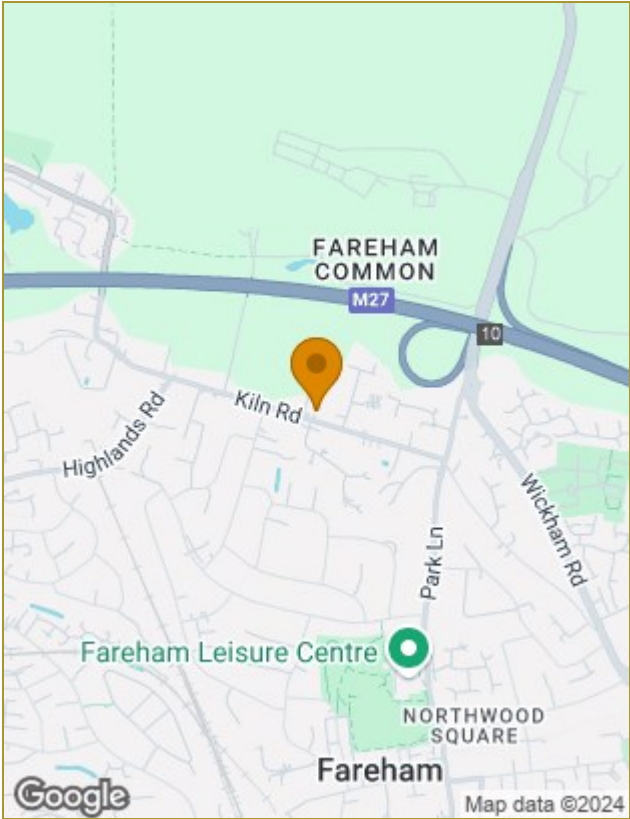 FAREHAM
COMMON
M27
10
Kiln Rd
Highlands Rd
Wickham Rd
Park Ln
Fareham Leisure Centre
NORTHWOOD
SQUARE
Fareham
Google
Map data ©2024